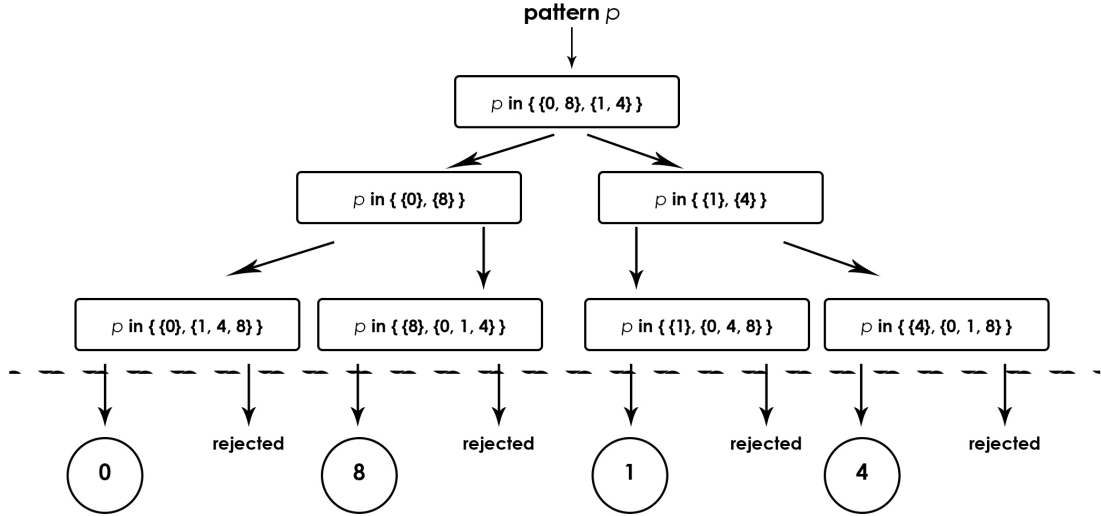 pattern p
p in { {0, 8}, {1, 4} }
p in { {0}, {8} }
p in { {1}, {4} }
p in { {0}, {1, 4, 8} }
p in { {8}, {0, 1, 4} }
p in { {1}, {0, 4, 8} }
p in { {4}, {0, 1, 8} }
0
rejected
8
rejected
1
rejected
4
rejected